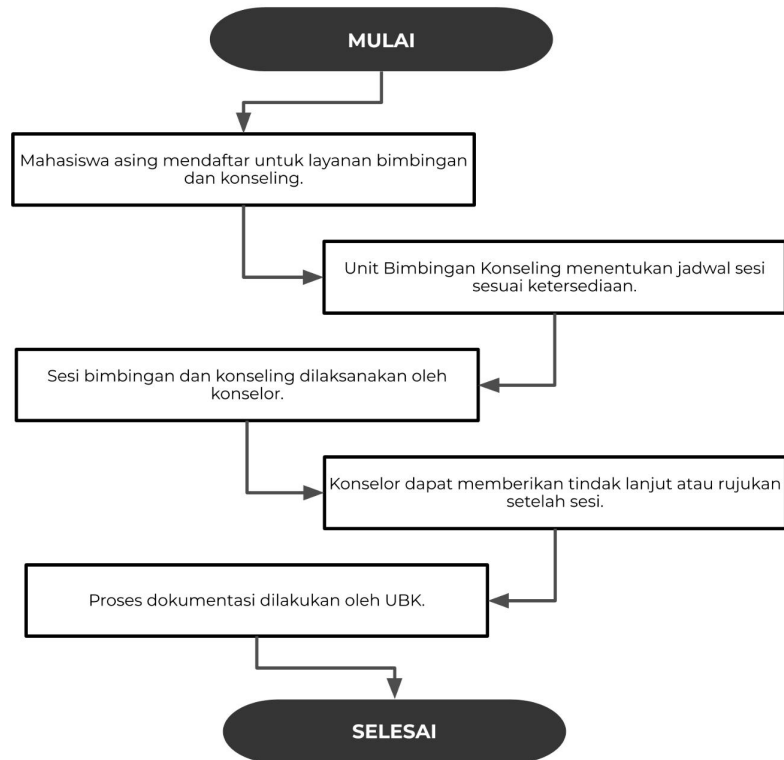 MULAI
Mahasiswa asing mendaftar untuk layanan bimbingan
dan konseling.
Unit Bimbingan Konseling menentukan jadwal sesi
sesuai ketersediaan.
Sesi bimbingan dan konseling dilaksanakan oleh
konselor.
Konselor dapat memberikan tindak lanjut atau rujukan
setelah sesi.
Proses dokumentasi dilakukan oleh UBK.
SELESAI